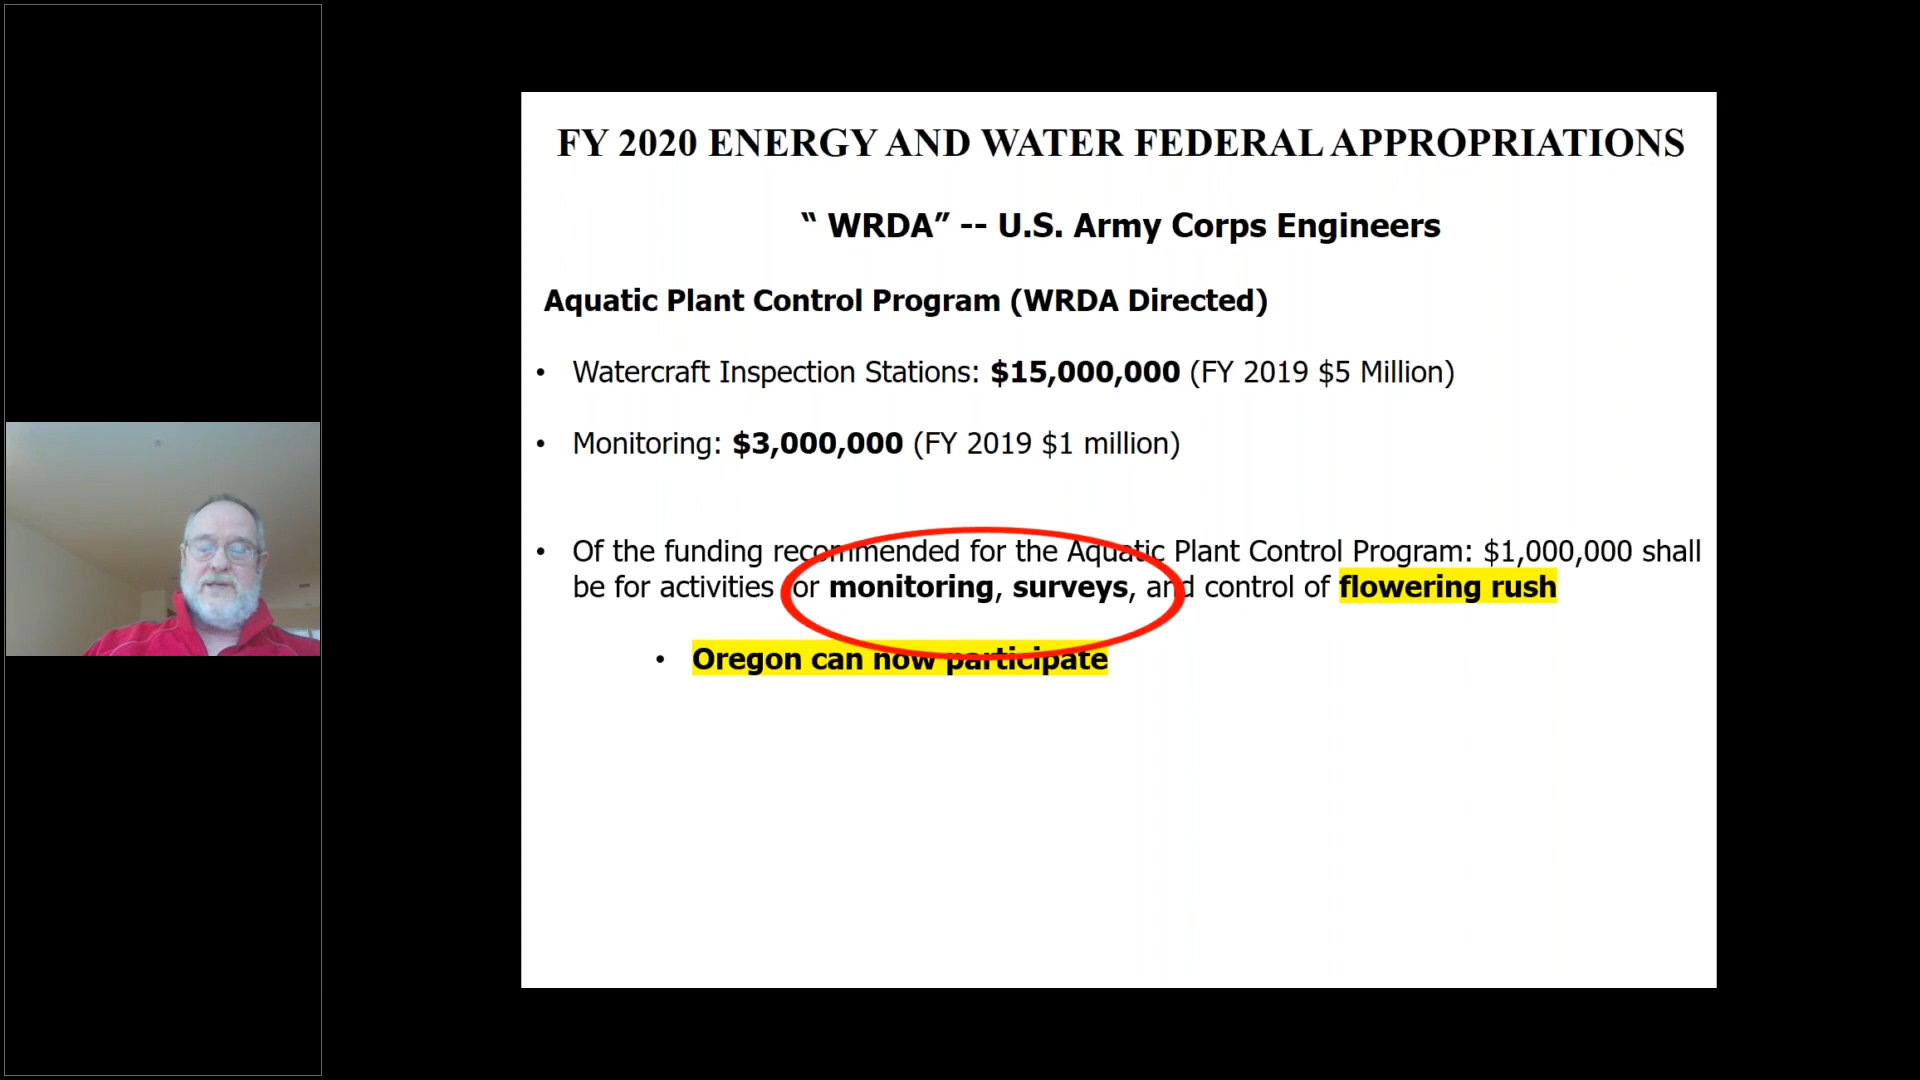 FY 2020 ENERGY AND WATER FEDERAL APPROPRIATIONS
“ WRDA” -- U.S. Army Corps Engineers
Aquatic Plant Control Program (WRDA Directed)
• Watercraft Inspection Stations: $15,000,000 (FY 2019 $5 Million)
• Monitoring: $3,000,000 (FY 2019 $1 million)
• Of the funding recommended for the Aquatic Plant Control Program: $1,000,000 shall
be for activities for monitoring, surveys, and control of flowering rush
• Oregon can now participate